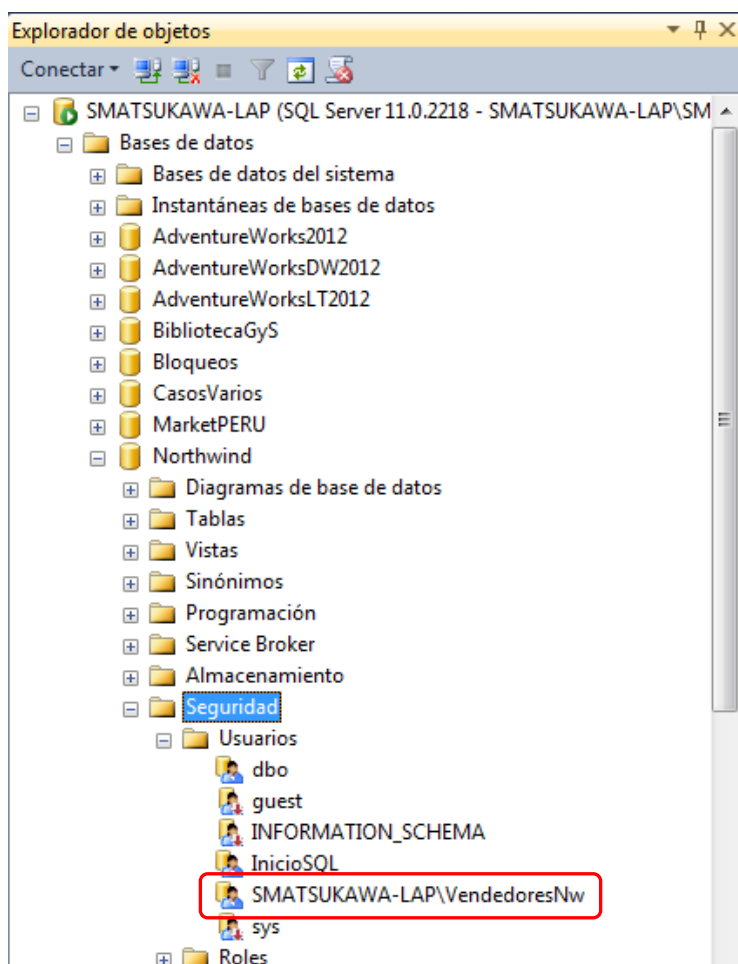 Explorador de objetos
Conectar
SMATSUKAWA-LAP (SQL Server 11.0.2218 - SMATSUKAWA-LAP\SM
Bases de datos
Bases de datos del sistema
Instantáneas de bases de datos
AdventureWorks2012
AdventureWorksDW2012
AdventureWorksLT2012
BibliotecaGyS
Bloqueos
CasosVarios
MarketPERU
Northwind
Diagramas de base de datos
Tablas
Vistas
Sinónimos
Programación
Service Broker
Almacenamiento
Seguridad
Usuarios
dbo
guest
INFORMATION_SCHEMA
InicioSQL
SMATSUKAWA-LAP\VendedoresNw
sys
Roles